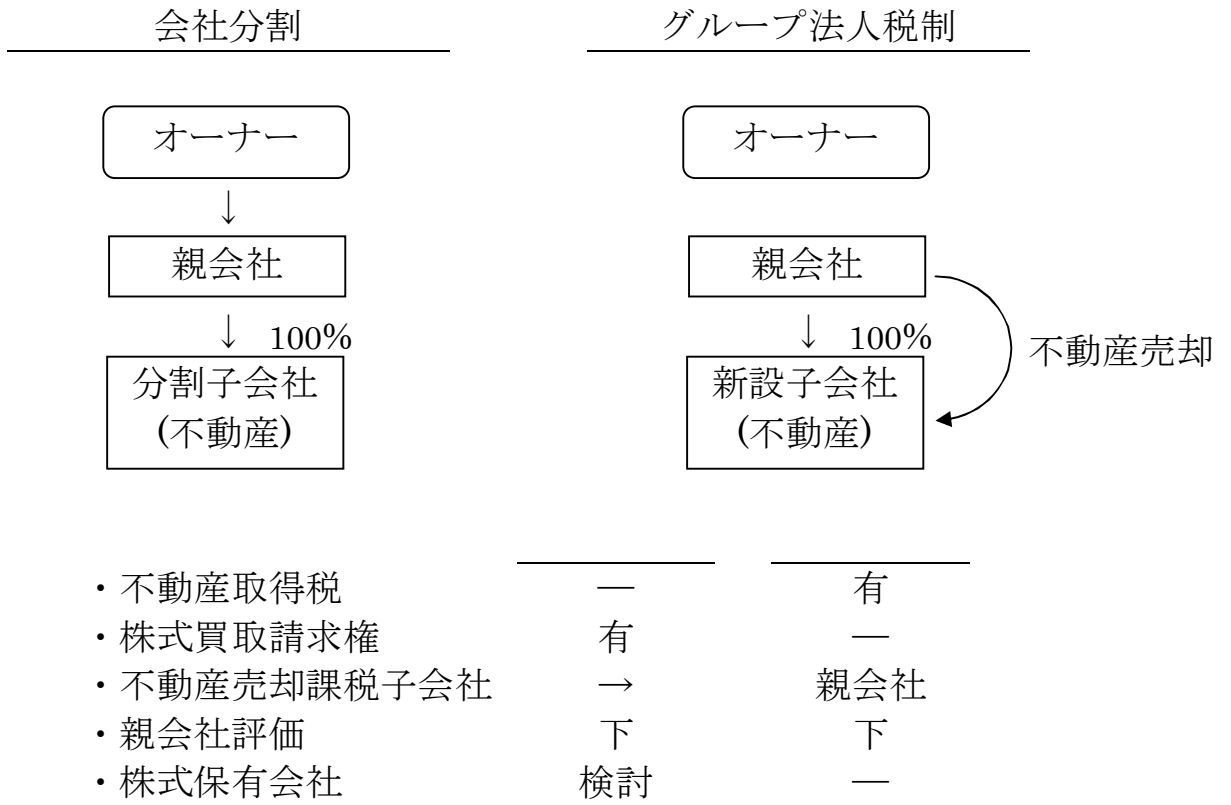 会社分割
グループ法人税制
オーナー
オーナー
↓
親会社
親会社
↓ 100%
↓ 100%
不動産売却
分割子会社
(不動産)
新設子会社
(不動産)
・不動産取得税 ― 有
・株式買取請求権 有 ―
・不動産売却課税子会社 → 親会社
・親会社評価 下 下
・株式保有会社 検討 ―